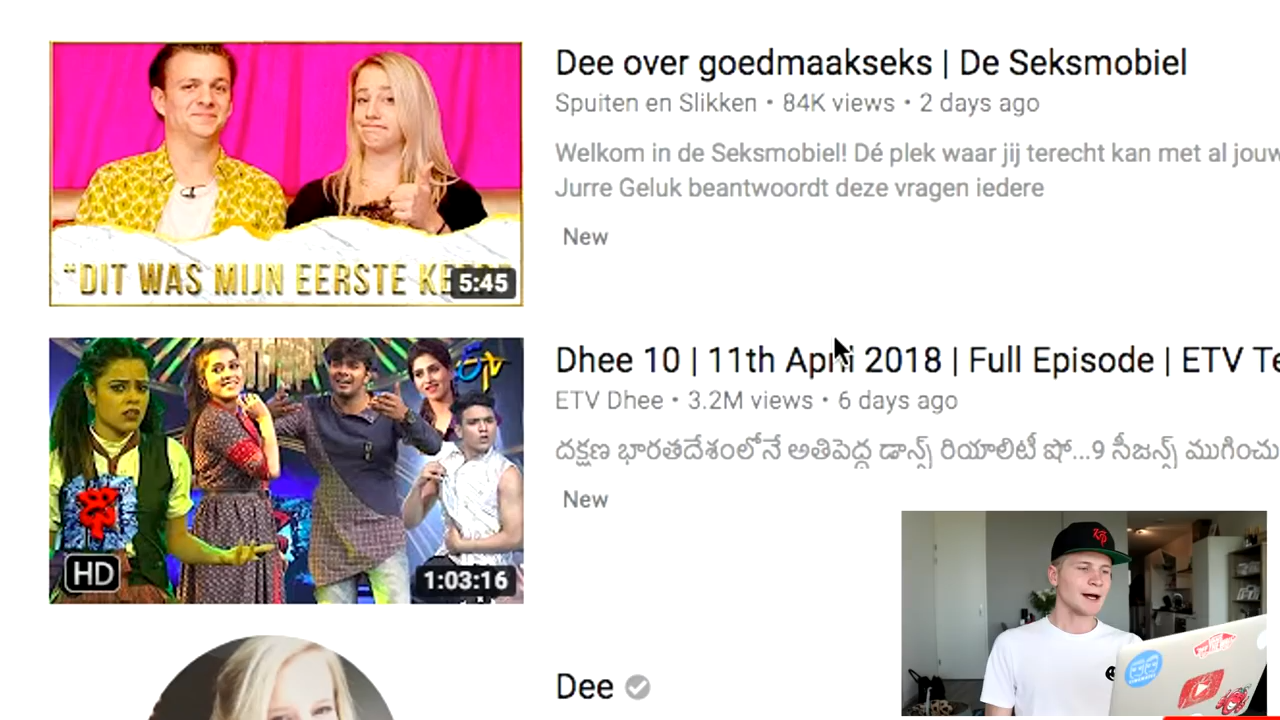 Dee over goedmaakseks | De Seksmobiel
Spuiten en Slikken • 84K views • 2 days ago
Welkom in de Seksmobiel! Dé plek waar jij terecht kan met al
Jurre Geluk beantwoordt deze vragen iedere
New
"DIT WAS MIJN EERSTE
5:45
Dhee 10 | 11th April 2018 | Full Episode | ETV
ETV Dhee • 3.2M views • 6 days ago
దక్షిణ భారతదేశంలోనే అతిపెద్ద డాన్స్ రియాలిటీ షో...9 సీజన్స్
New
ETV
HD
1:03:16
Dee